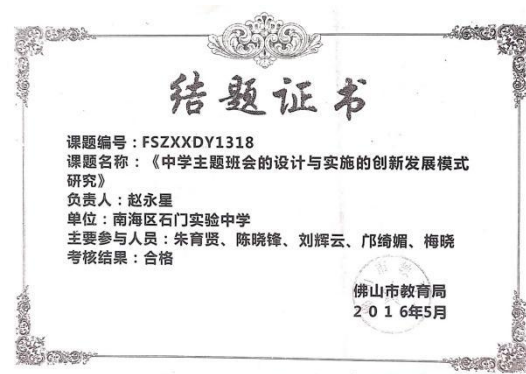 结题证书
课题编号：FSZXXDY1318
课题名称：《中学主题班会的设计与实施的创新发展模式
研究》
负责人：赵永星
单位：南海区石门实验中学
主要参与人员：朱育贤、陈晓锋、刘辉云、邝绮媚、梅晓
考核结果：合格
佛山市教育局
2016年5月